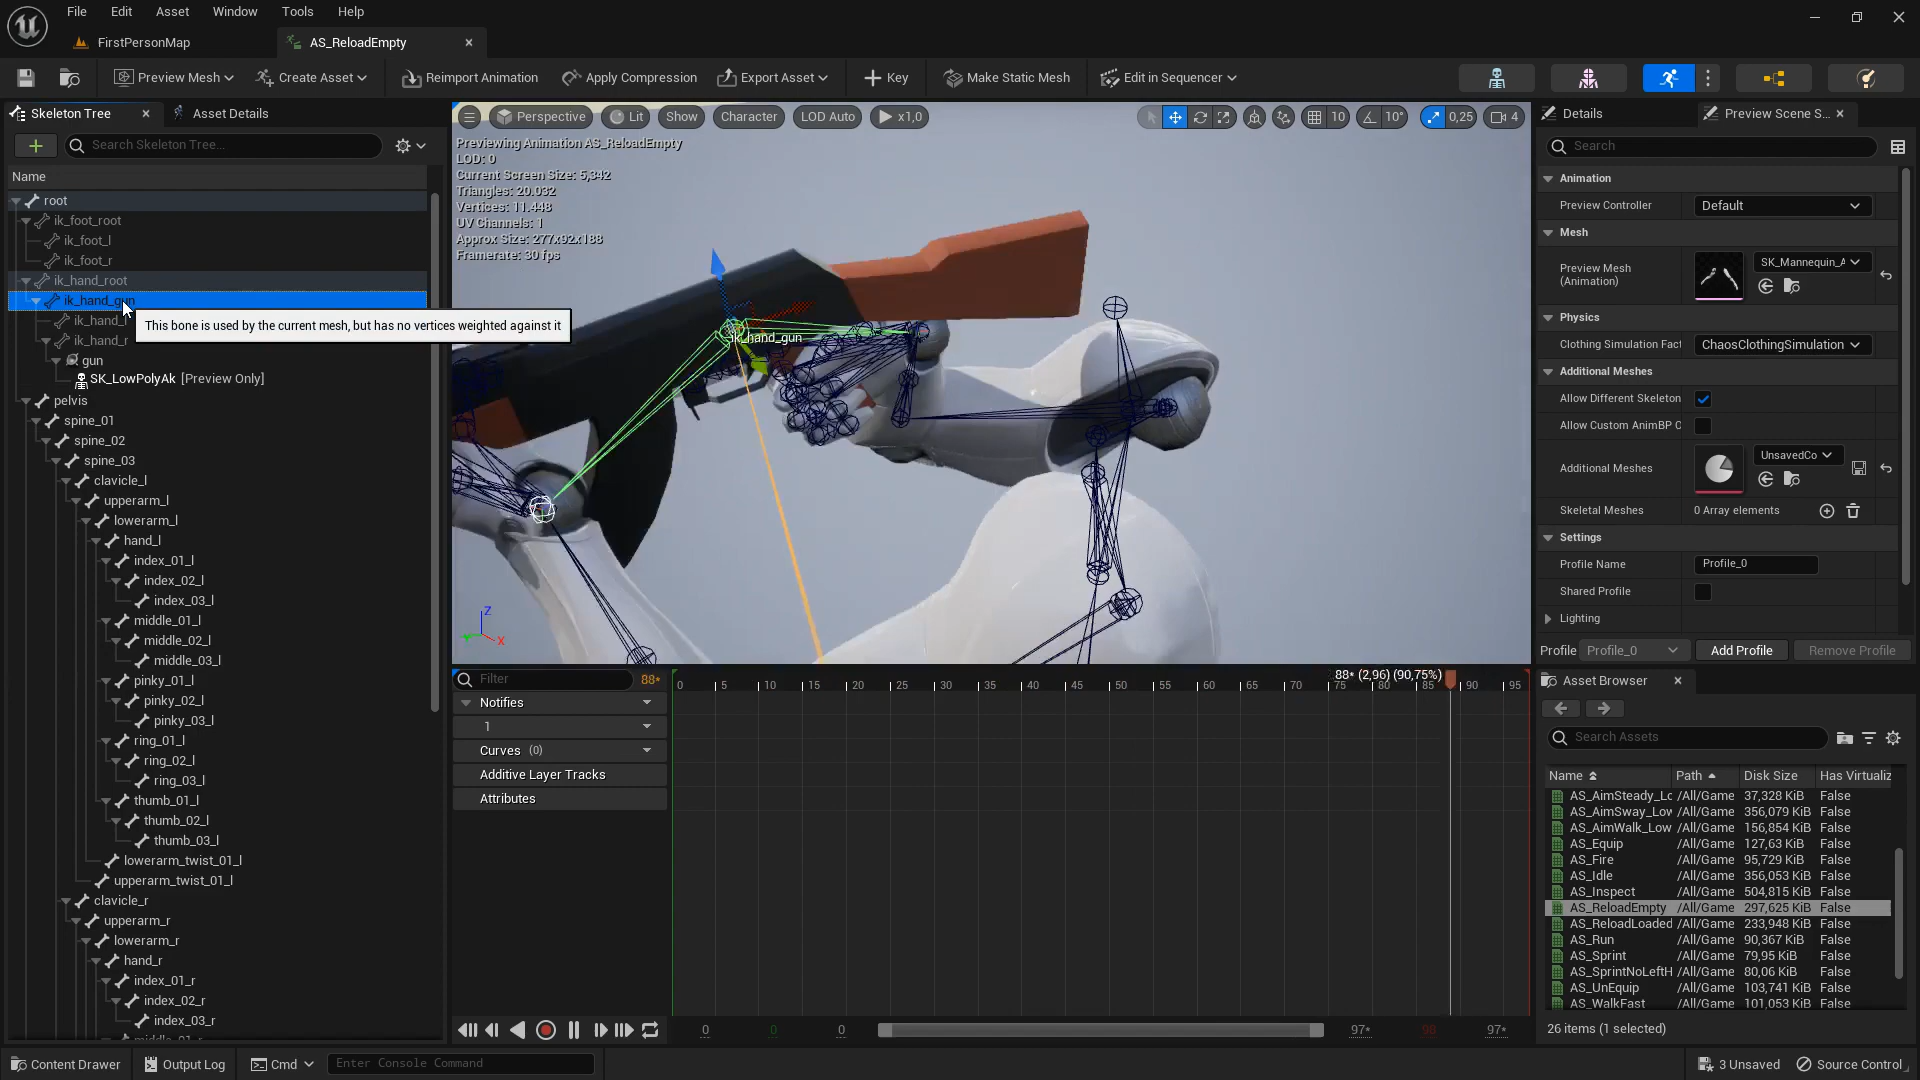 File Edit Asset Window Tools Help
FirstPersonMap
AS_ReloadEmpty
Preview Mesh
Create Asset
Reimport Animation
Apply Compression
Export Asset
Key
Make Static Mesh
Edit in Sequencer
Skeleton Tree
Asset Details
Search Skeleton Tree...
Name
root
ik_foot_root
ik_foot_l
ik_foot_r
ik_hand_root
ik_hand_gun
ik_hand_l
ik_hand_r
This bone is used by the current mesh, but has no vertices weighted against it
gun
SK_LowPolyAk [Preview Only]
pelvis
spine_01
spine_02
spine_03
clavicle_l
upperarm_l
lowerarm_l
hand_l
index_01_l
index_02_l
index_03_l
middle_01_l
middle_02_l
middle_03_l
pinky_01_l
pinky_02_l
pinky_03_l
ring_01_l
ring_02_l
ring_03_l
thumb_01_l
thumb_02_l
thumb_03_l
lowerarm_twist_01_l
upperarm_twist_01_l
clavicle_r
upperarm_r
lowerarm_r
hand_r
index_01_r
index_02_r
index_03_r
Perspective Lit Show Character LOD Auto x1,0 10 10° 0,25 4
Previewing Animation AS_ReloadEmpty
LOD: 0
Current Screen Size: 5,342
Triangles: 20.032
Vertices: 11.448
UV Channels: 1
Approx Size: 277x92x188
Framerate: 30 fps
ik_hand_gun
Z
X
Filter
88*
Notifies
1
Curves (0)
Additive Layer Tracks
Attributes
88* (2,96) (90,75%)
0 5 10 15 20 25 30 35 40 45 50 55 60 65 70 75 80 85 90 95
0 0 0 97* 98 97*
Details
Preview Scene S...
Search
Animation
Preview Controller Default
Mesh
Preview Mesh
(Animation)
SK_Mannequin_A
Physics
Clothing Simulation Fact ChaosClothingSimulation
Additional Meshes
Allow Different Skeleton
Allow Custom AnimBP O
Additional Meshes UnsavedCo
Skeletal Meshes 0 Array elements
Settings
Profile Name Profile_0
Shared Profile
Lighting
Profile Profile_0 Add Profile Remove Profile
Asset Browser
Search Assets
Name Path Disk Size Has Virtualiz
AS_AimSteady_Lo /All/Game 37,328 KiB False
AS_AimSway_Low /All/Game 356,079 KiB False
AS_AimWalk_Low /All/Game 156,854 KiB False
AS_Equip /All/Game 127,63 KiB False
AS_Fire /All/Game 95,729 KiB False
AS_Idle /All/Game 356,053 KiB False
AS_Inspect /All/Game 504,815 KiB False
AS_ReloadEmpty /All/Game 297,625 KiB False
AS_ReloadLoaded /All/Game 233,948 KiB False
AS_Run /All/Game 90,367 KiB False
AS_Sprint /All/Game 79,95 KiB False
AS_SprintNoLeftH /All/Game 80,06 KiB False
AS_UnEquip /All/Game 103,741 KiB False
AS_WalkFast /All/Game 101,053 KiB False
26 items (1 selected)
Content Drawer
Output Log
Cmd
Enter Console Command
3 Unsaved
Source Control